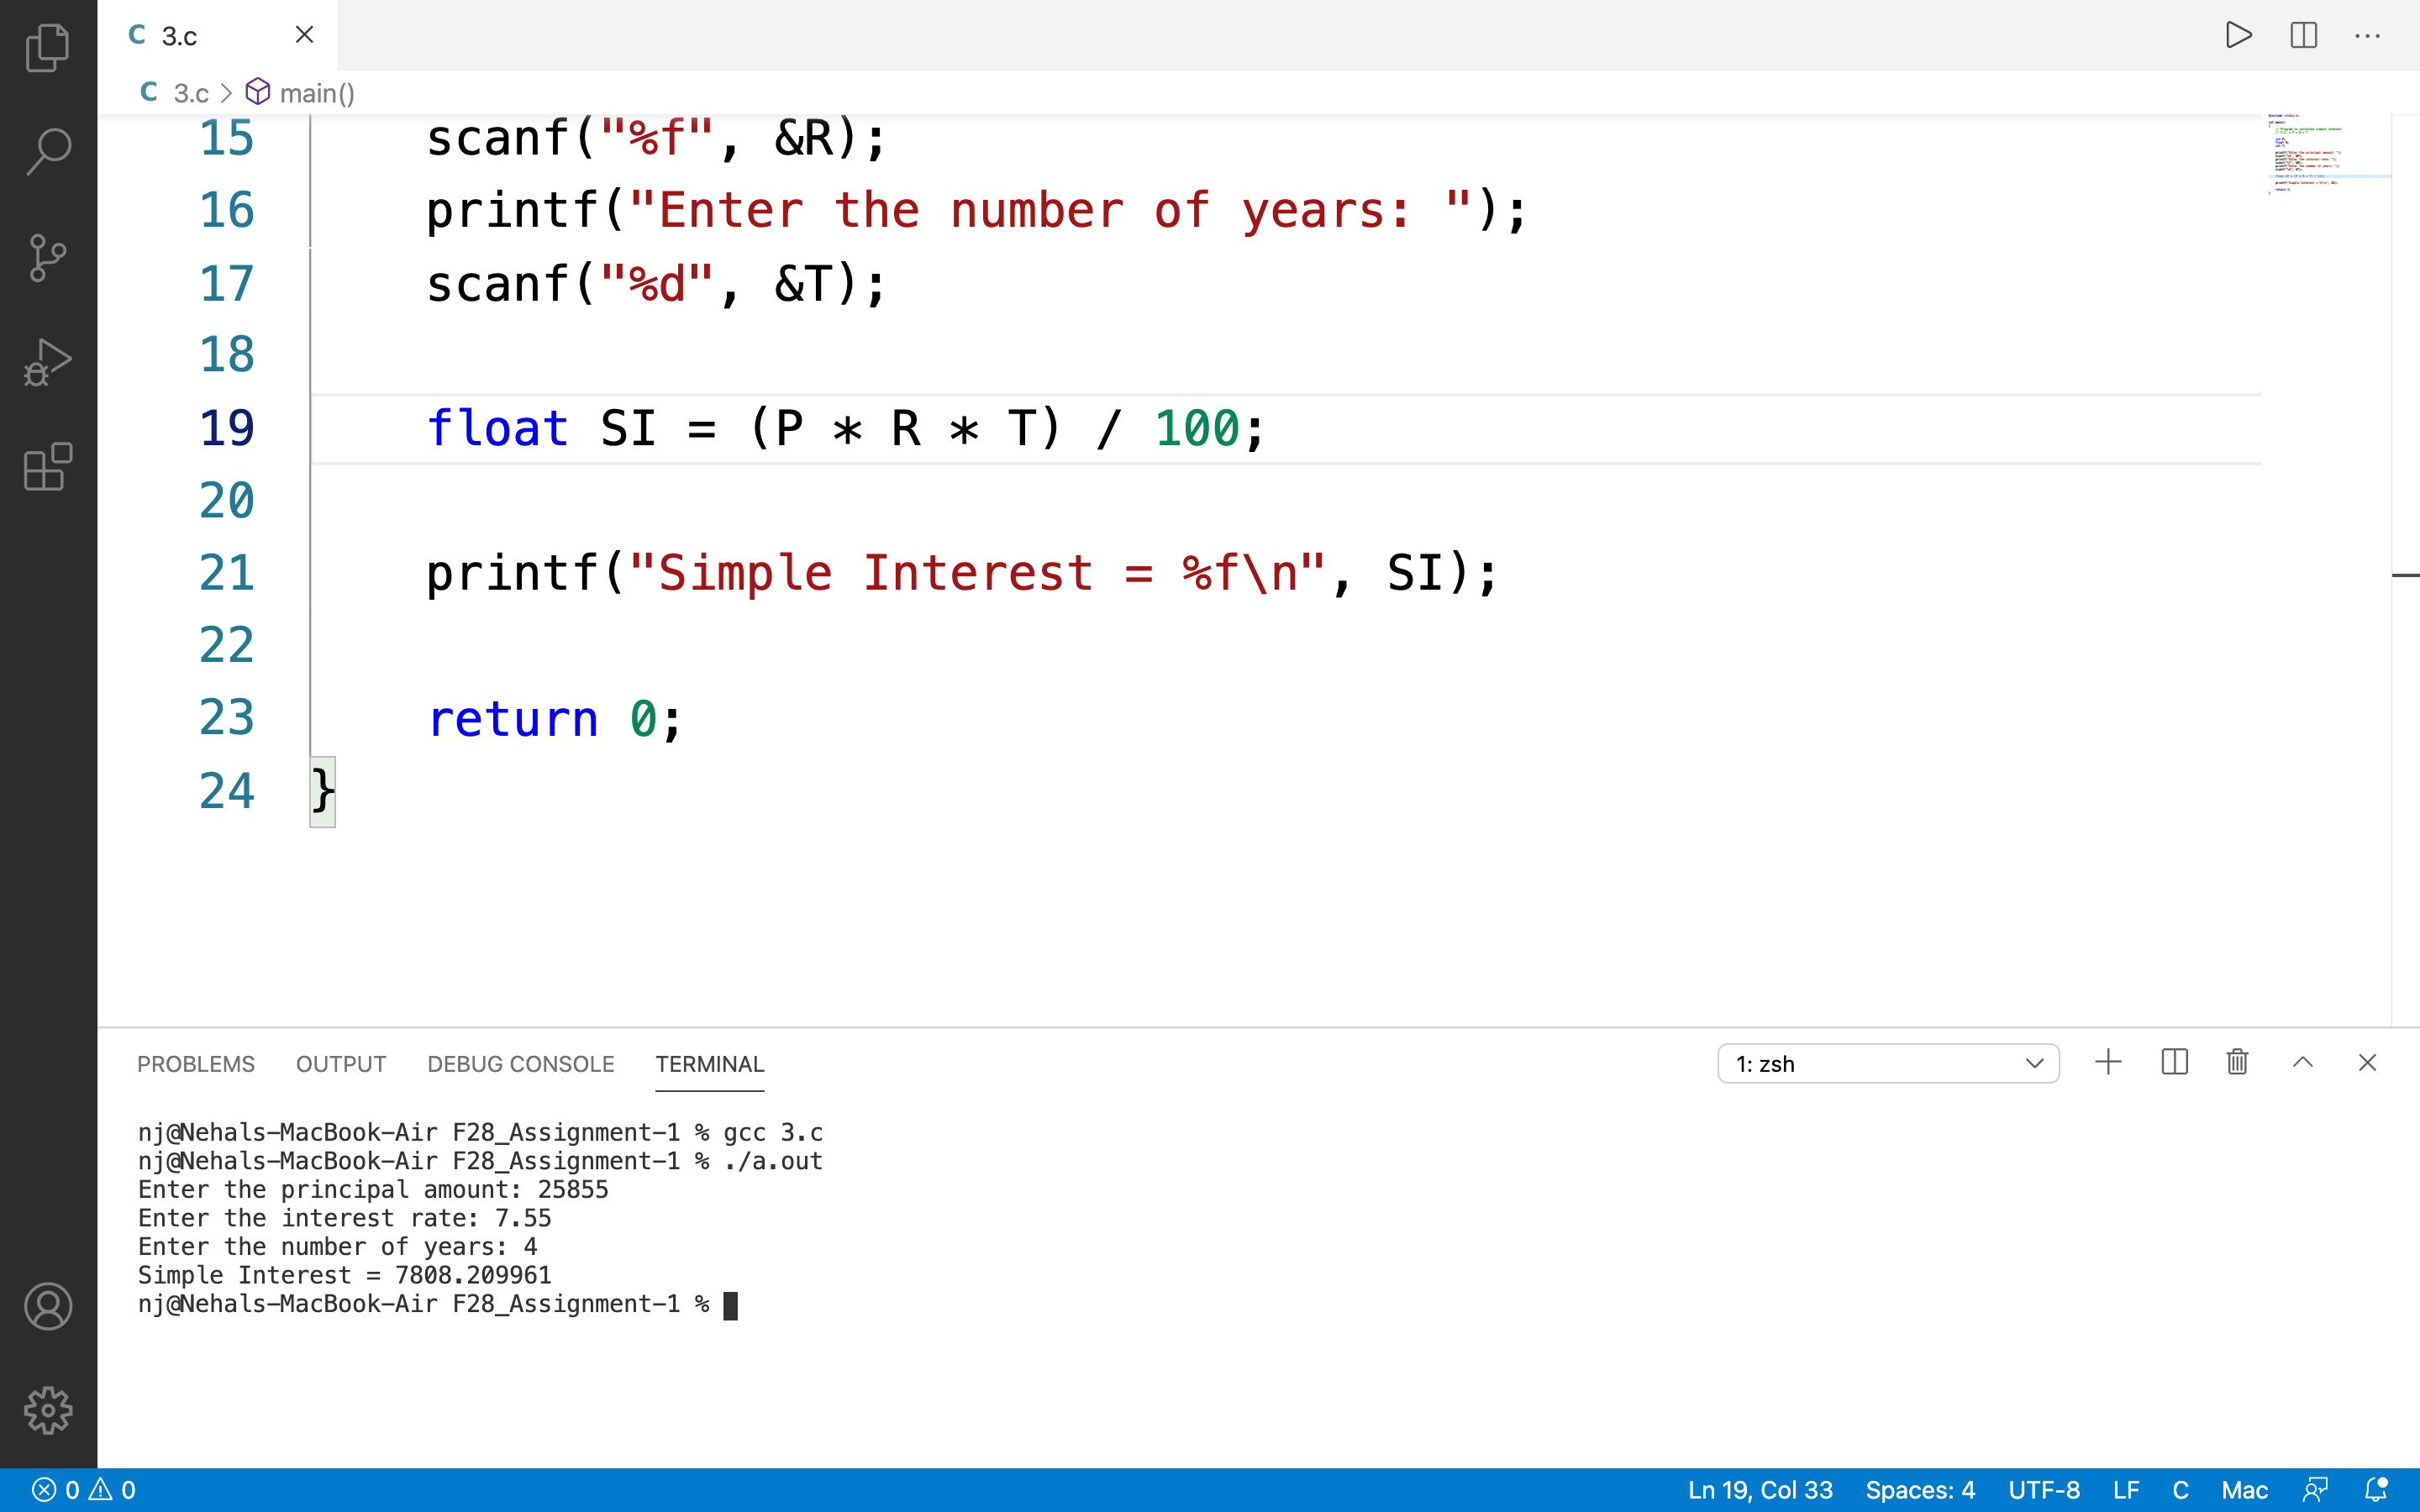 C 3.c
C 3.c > main()
15 scanf("%f", &R);
16 printf("Enter the number of years: ");
17 scanf("%d", &T);
18
19 float SI = (P * R * T) / 100;
20
21 printf("Simple Interest = %f\n", SI);
22
23 return 0;
24 }
PROBLEMS OUTPUT DEBUG CONSOLE TERMINAL 1: zsh
nj@Nehals-MacBook-Air F28_Assignment-1 % gcc 3.c
nj@Nehals-MacBook-Air F28_Assignment-1 % ./a.out
Enter the principal amount: 25855
Enter the interest rate: 7.55
Enter the number of years: 4
Simple Interest = 7808.209961
nj@Nehals-MacBook-Air F28_Assignment-1 %
0 0 Ln 19, Col 33 Spaces: 4 UTF-8 LF C Mac